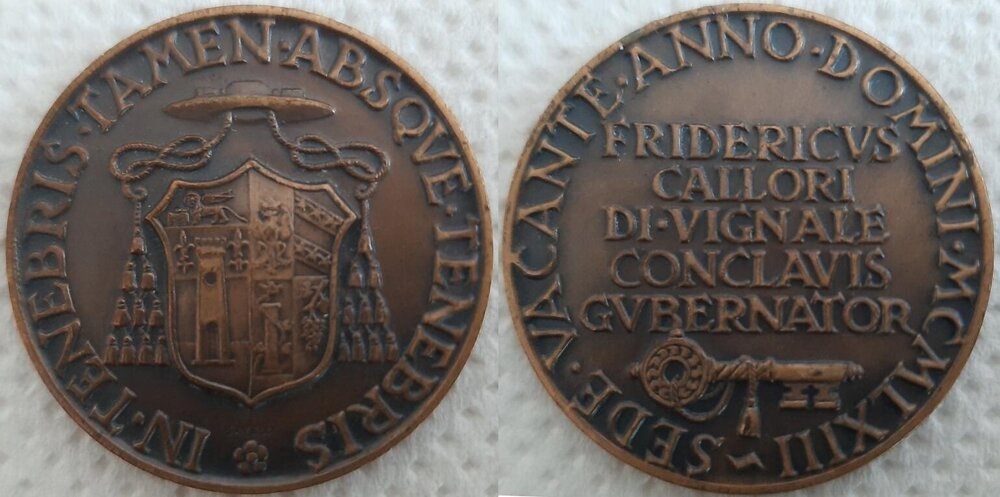 IN·TENEBRIS·TAMEN·ABSQVE·TENEBRIS
SEDE·VACANTE·ANNO·DOMINI·MCMLXIII
FRIDERICVS
CALLORI
DI·VIGNALE
CONCLAVIS
GVBERNATOR